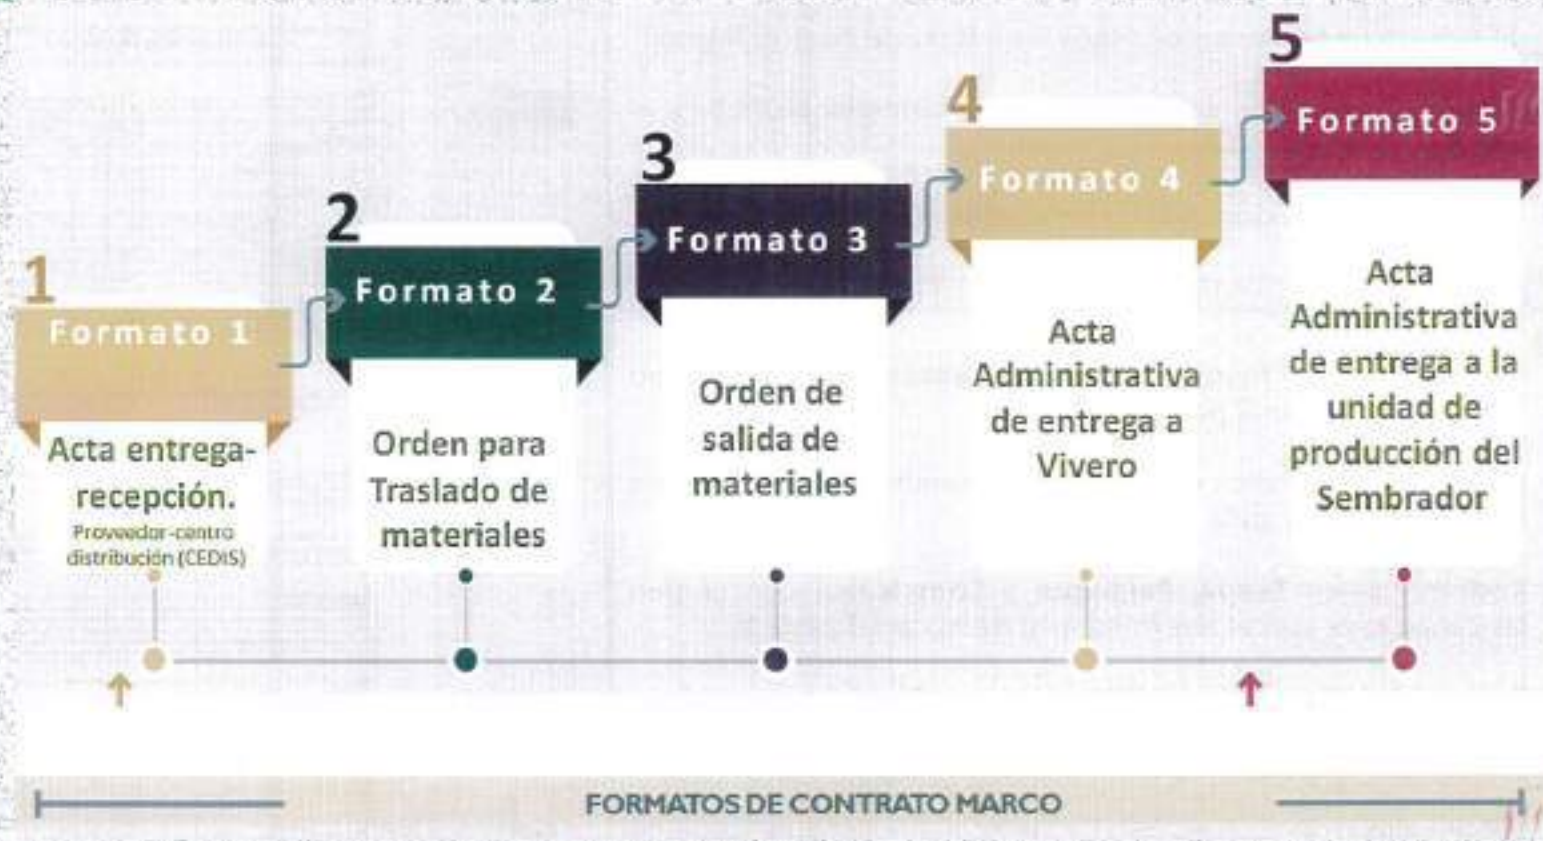 1
Formato 1
Acta entrega-
recepción.
Proveedor-centro
distribución (CEDIS)
2
Formato 2
Orden para
Traslado de
materiales
3
Formato 3
Orden de
salida de
materiales
4
Formato 4
Acta
Administrativa
de entrega a
Vivero
5
Formato 5
Acta
Administrativa
de entrega a la
unidad de
producción del
Sembrador
FORMATOS DE CONTRATO MARCO